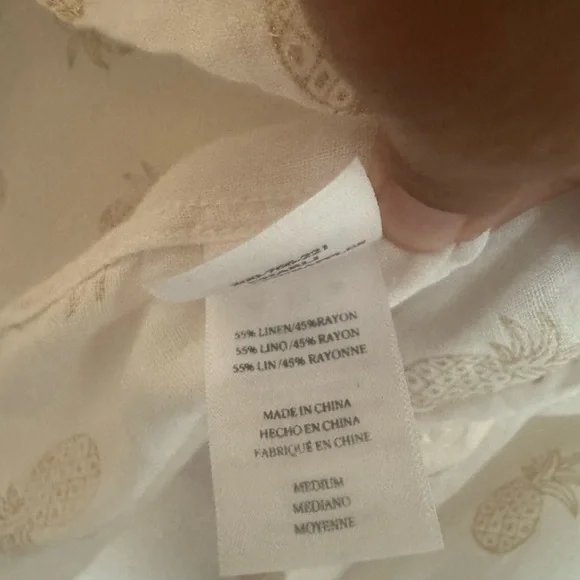 55% LINEN/45%RAYON
55% LINO/45% RAYON
55% LIN/45% RAYONNE
MADE IN CHINA
HECHO EN CHINA
FABRIQUÉ EN CHINE
MEDIUM
MEDIANO
MOYENNE